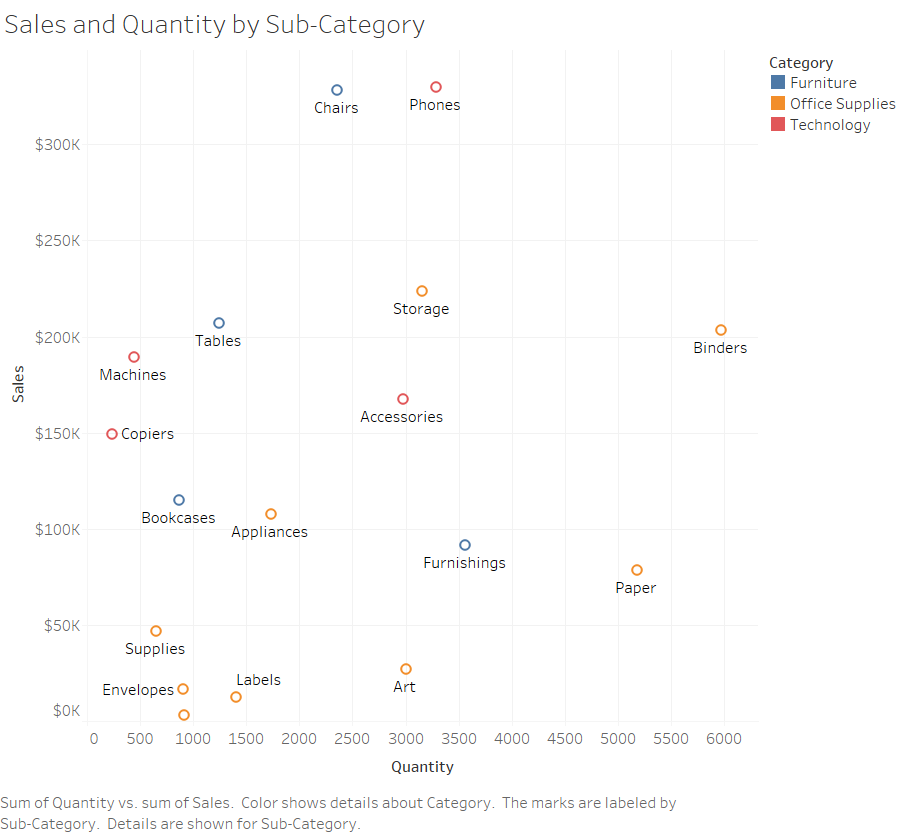 Sales and Quantity by Sub-Category
Category
Furniture
Office Supplies
Technology
Chairs
Phones
$300K
$250K
Storage
Tables
$200K
Binders
Machines
Sales
Accessories
$150K
Copiers
Bookcases
Appliances
$100K
Furnishings
Paper
$50K
Supplies
Labels
Envelopes
Art
$0K
0 500 1000 1500 2000 2500 3000 3500 4000 4500 5000 5500 6000
Quantity
Sum of Quantity vs. sum of Sales. Color shows details about Category. The marks are labeled by
Sub-Category. Details are shown for Sub-Category.